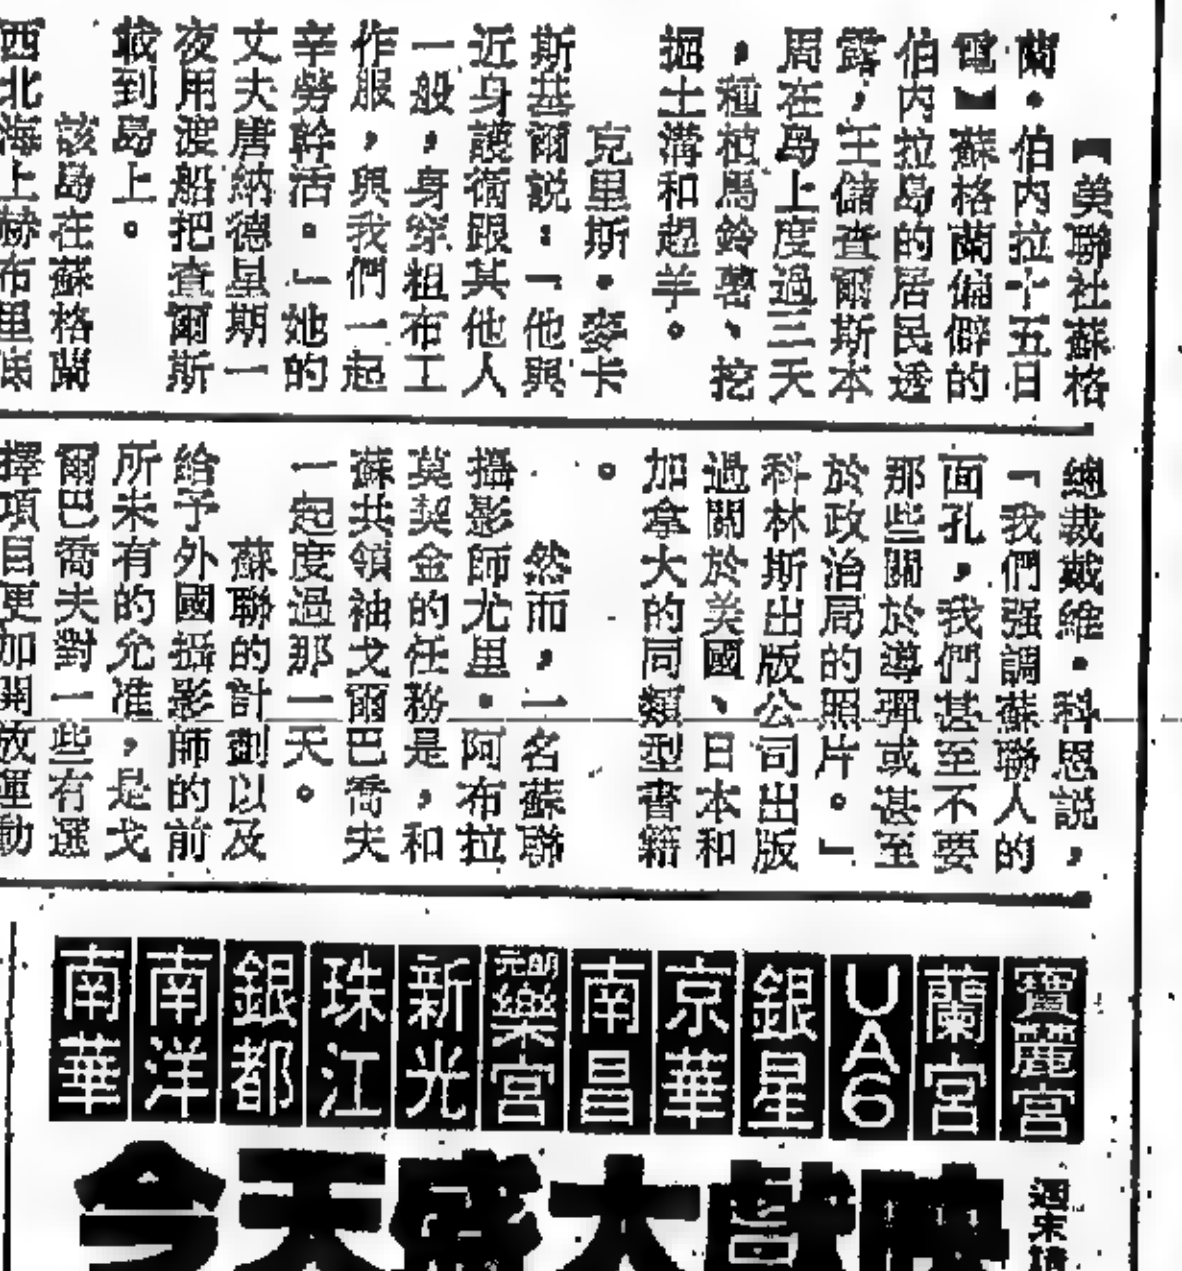 【美聯社蘇格
蘭·伯內拉十五日
電】蘇格蘭偏僻的
伯內拉島的居民透
露，王儲查爾斯本
周在島上度過三天
，種植馬鈴薯、挖
掘土溝和趕羊。
克里斯·麥卡
斯基爾說：「他與
近身護衛跟其他人
一般，身穿粗布工
作服，與我們一起
辛勞幹活。」她的
丈夫唐納德星期一
夜用渡船把查爾斯
載到島上。
該島在蘇格蘭
西北海上赫布里底
總裁戴維·科恩說，
「我們强調蘇聯人的
面孔，我們甚至不要
那些關於導彈或甚至
於政治局的照片。」
科林斯出版公司出版
過關於美國、日本和
加拿大的同類型書籍
。
然而，一名蘇聯
攝影師尤里·阿布拉
莫契金的任務是，和
蘇共領袖戈爾巴喬夫
一起度過那一天。
蘇聯的計劃以及
給予外國攝影師的前
所未有的允准，是戈
爾巴喬夫對一些有選
擇項目更加開放運動
寶麗宮
蘭宮
UA6
銀星
京華
南昌
元朗樂宮
新光
珠江
銀都
南洋
南華
週末請
今天盛大獻映